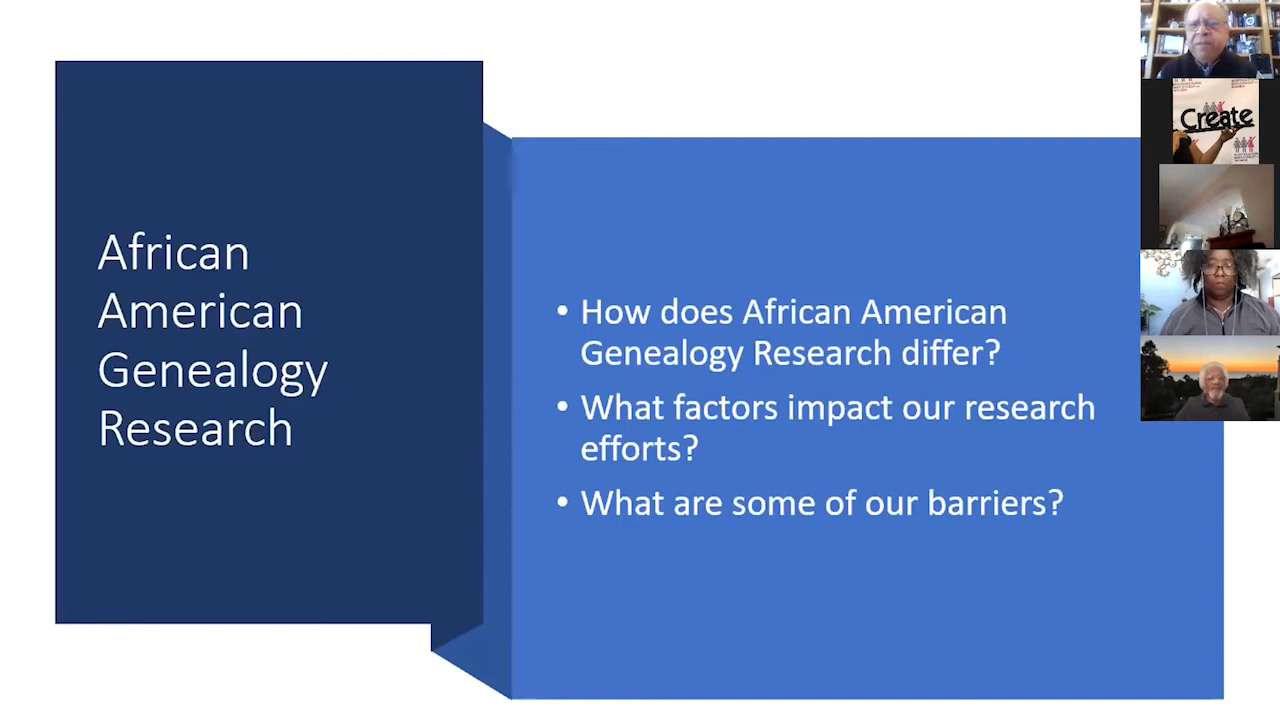 African
American
Genealogy
Research
• How does African American
Genealogy Research differ?
• What factors impact our research
efforts?
• What are some of our barriers?
Create